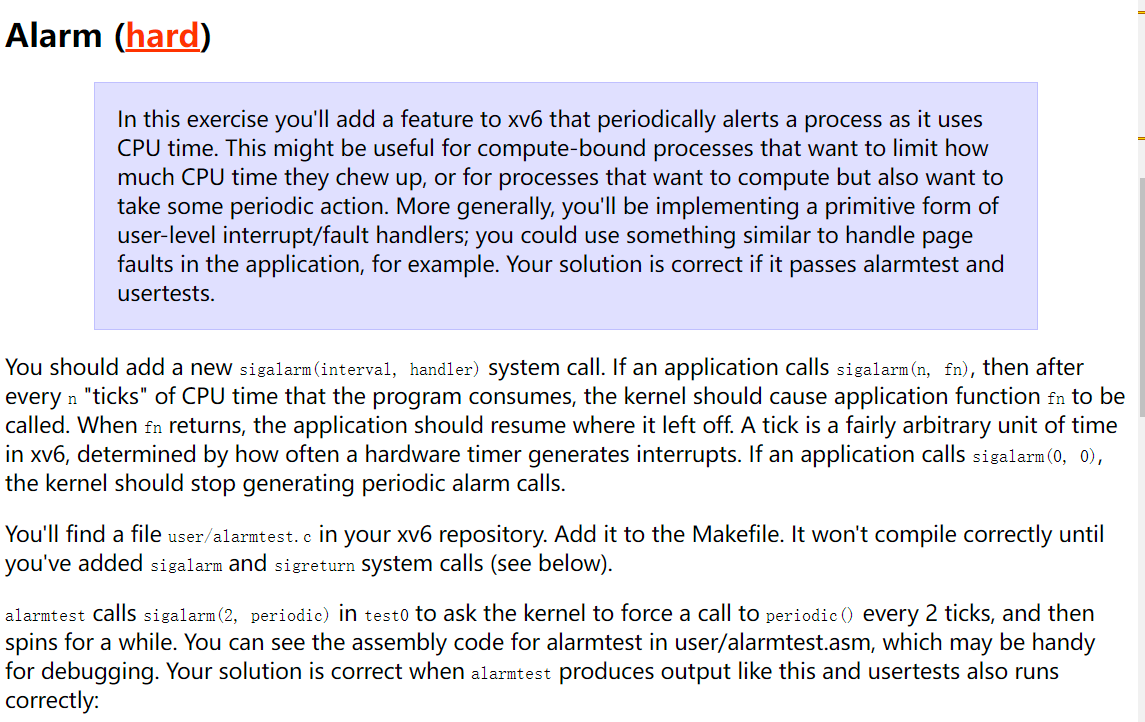 Alarm (hard)
In this exercise you'll add a feature to xv6 that periodically alerts a process as it uses
CPU time. This might be useful for compute-bound processes that want to limit how
much CPU time they chew up, or for processes that want to compute but also want to
take some periodic action. More generally, you'll be implementing a primitive form of
user-level interrupt/fault handlers; you could use something similar to handle page
faults in the application, for example. Your solution is correct if it passes alarmtest and
usertests.
You should add a new sigalarm(interval, handler) system call. If an application calls sigalarm(n, fn), then after
every n "ticks" of CPU time that the program consumes, the kernel should cause application function fn to be
called. When fn returns, the application should resume where it left off. A tick is a fairly arbitrary unit of time
in xv6, determined by how often a hardware timer generates interrupts. If an application calls sigalarm(0, 0),
the kernel should stop generating periodic alarm calls.
You'll find a file user/alarmtest.c in your xv6 repository. Add it to the Makefile. It won't compile correctly until
you've added sigalarm and sigreturn system calls (see below).
alarmtest calls sigalarm(2, periodic) in test0 to ask the kernel to force a call to periodic() every 2 ticks, and then
spins for a while. You can see the assembly code for alarmtest in user/alarmtest.asm, which may be handy
for debugging. Your solution is correct when alarmtest produces output like this and usertests also runs
correctly: